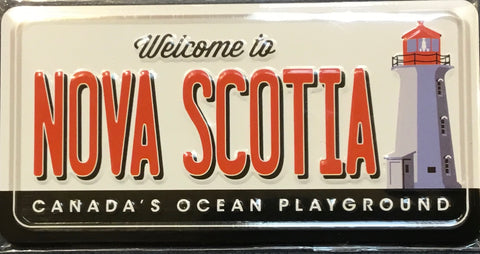 Welcome to
NOVA SCOTIA
CANADA'S OCEAN PLAYGROUND